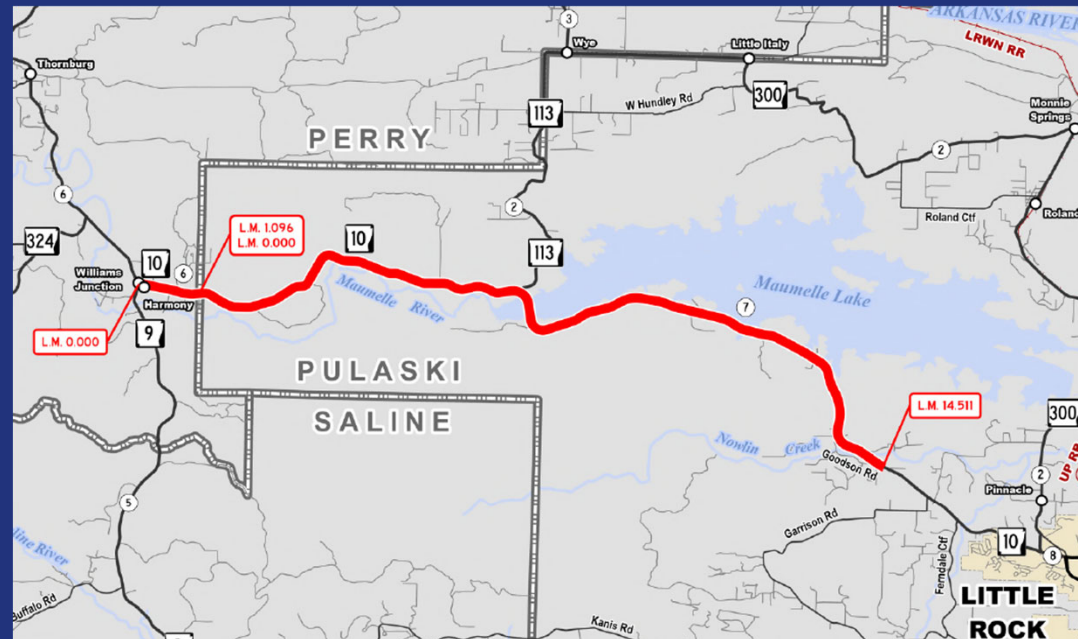 ARKANSAS RIVER
LRWN RR
3
Wye
Little Italy
Thornburg
300
W Hundley Rd
Monnie
Springs
113
PERRY
2
6
2
Roland Ctf
Roland
L.M. 1.096
L.M. 0.000
324
10
10
113
Williams
Junction
6
Harmony
Maumelle
River
Maumelle Lake
7
9
L.M. 0.000
PULASKI
SALINE
L.M. 14.511
300
Nowlin
Creek
Goodson Rd
2
UP RR
Pinnacle
5
Garrison Rd
10
8
Ferndale Ctf
LITTLE
ROCK
Buffalo Rd
Kanis Rd